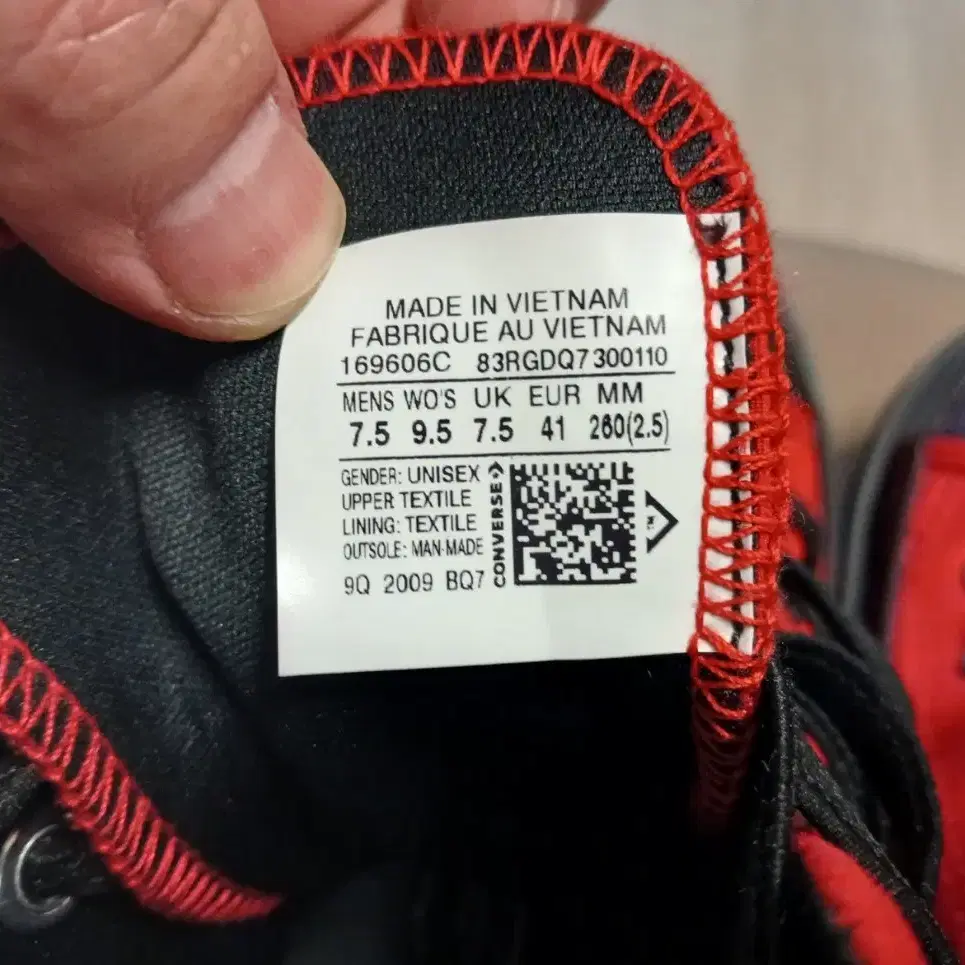 MADE IN VIETNAM
FABRIQUE AU VIETNAM
169606C 83RGDQ7300110
MENS WO'S UK EUR MM
7.5 9.5 7.5 41 260(2.5)
GENDER: UNISEX
UPPER TEXTILE
LINING: TEXTILE
OUTSOLE: MAN-MADE
9Q 2009 BQ7
CONVERSE
TM